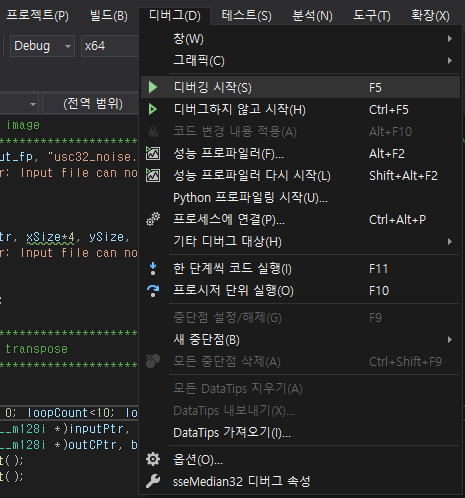 프로젝트(P) 빌드(B) 디버그(D) 테스트(S) 분석(N) 도구(T) 확장(X)
Debug x64
창(W)
그래픽(C)
(전역 범위)
디버깅 시작(S) F5
디버그하지 않고 시작(H) Ctrl+F5
image
코드 변경 내용 적용(A) Alt+F10
ut_fp, "usc32_noise.
성능 프로파일러(F)... Alt+F2
r: Input file can no
성능 프로파일러 다시 시작(L) Shift+Alt+F2
Python 프로파일링 시작(U)...
프로세스에 연결(P)... Ctrl+Alt+P
tr, xSize*4, ySize,
기타 디버그 대상(H)
r: Input file can no
한 단계씩 코드 실행(I) F11
프로시저 단위 실행(O) F10
;
중단점 설정/해제(G) F9
새 중단점(B)
transpose
모든 중단점 삭제(A) Ctrl+Shift+F9
모든 DataTips 지우기(A)
0; loopCount<10; lo
DataTips 내보내기(X)...
__m128i *)inputPtr,
DataTips 가져오기(I)...
__m128i *)outCPtr, b
t();
옵션(O)...
t();
sseMedian32 디버그 속성